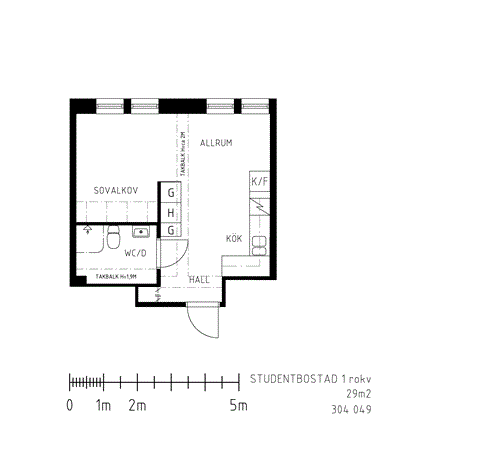 TAKBALK H=ca 2M
ALLRUM
SOVALKOV
G
H
G
K/F
KÖK
WC/D
TAKBALK H=1,9M
HALL
0 1m 2m 5m
STUDENTBOSTAD 1 rokv
29m2
304 049